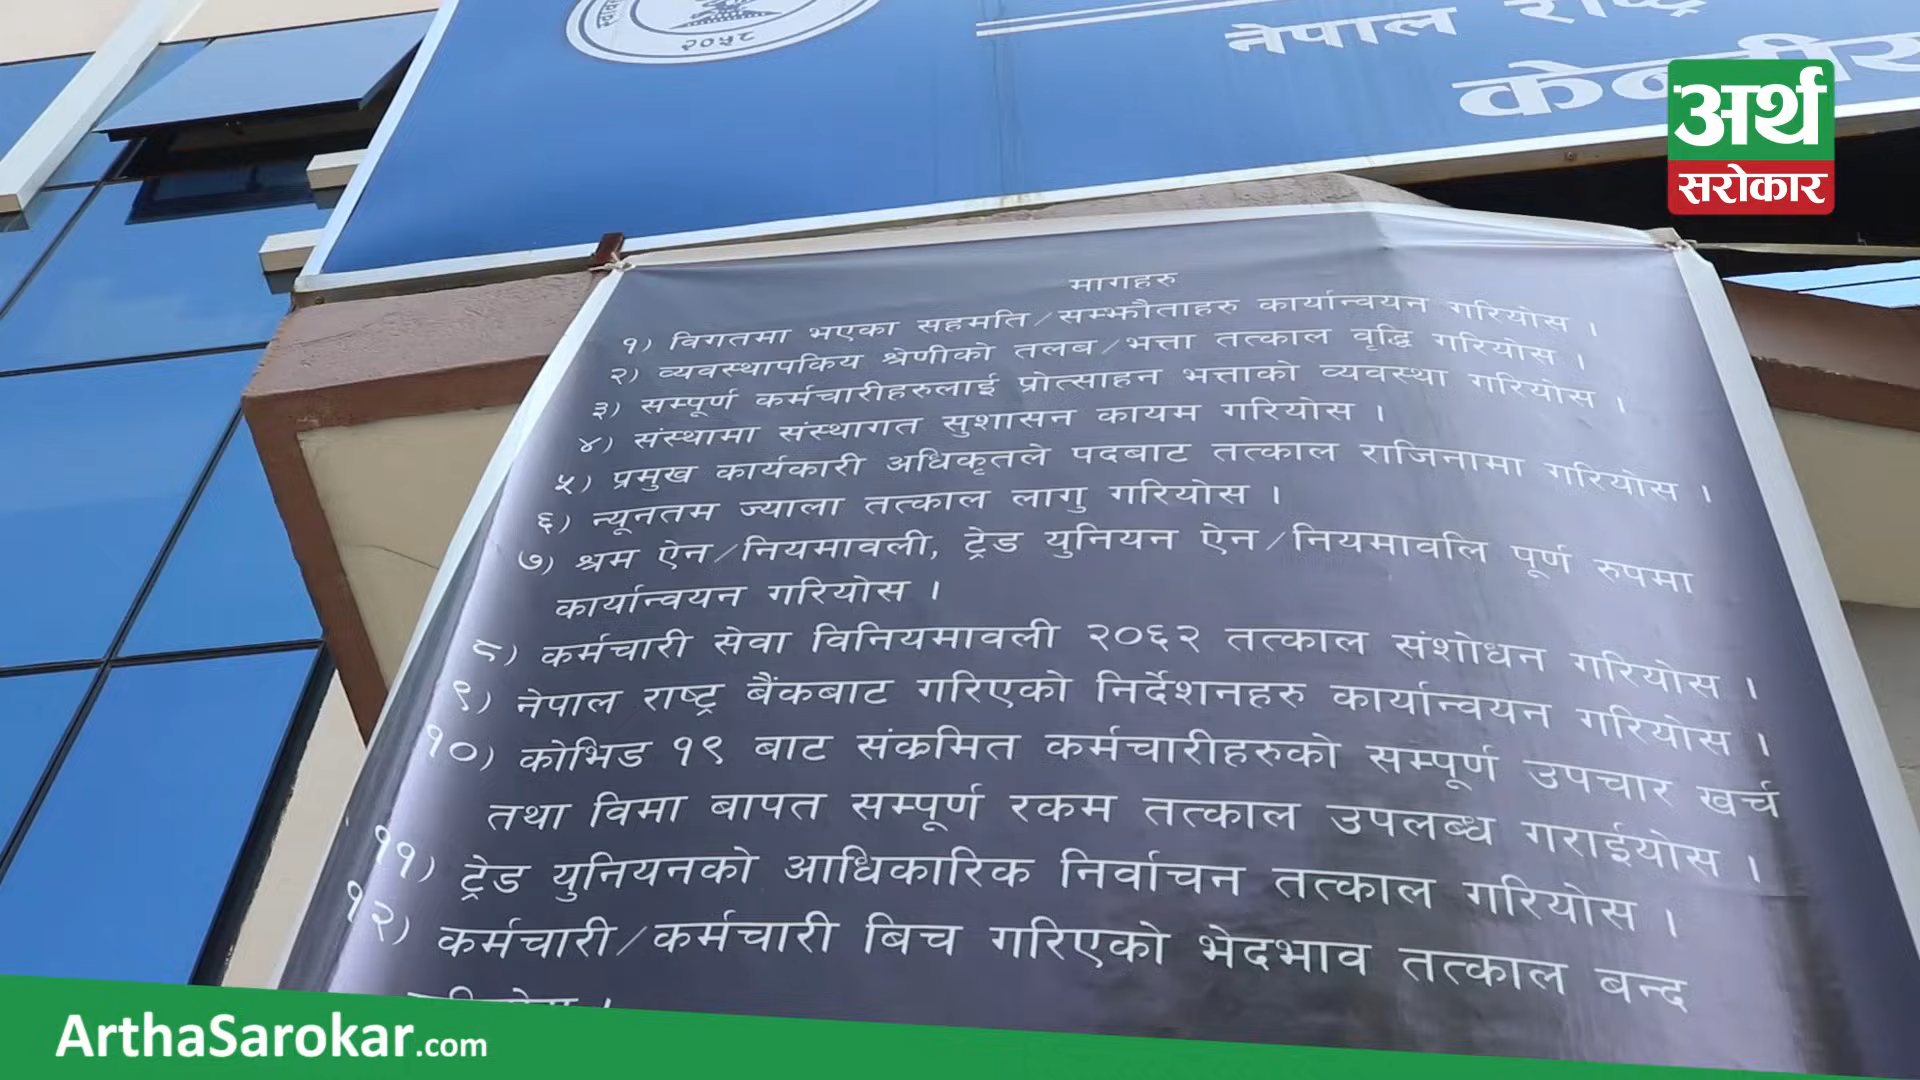 २०५८
नेपाल राष्ट्र
अर्थ
सरोकार
मागहरु
१) विगतमा भएका सहमति/सम्झौताहरु कार्यान्वयन गरियोस ।
२) व्यवस्थापकिय श्रेणीको तलब/भत्ता तत्काल वृद्धि गरियोस ।
३) सम्पूर्ण कर्मचारीहरुलाई प्रोत्साहन भत्ताको व्यवस्था गरियोस ।
४) संस्थामा संस्थागत सुशासन कायम गरियोस ।
५) प्रमुख कार्यकारी अधिकृतले पदबाट तत्काल राजिनामा गरियोस ।
६) न्यूनतम ज्याला तत्काल लागु गरियोस ।
७) श्रम ऐन/नियमावली, ट्रेड युनियन ऐन/नियमावलि पूर्ण रुपमा
कार्यान्वयन गरियोस ।
८) कर्मचारी सेवा विनियमावली २०६२ तत्काल संशोधन गरियोस ।
९) नेपाल राष्ट्र बैंकबाट गरिएको निर्देशनहरु कार्यान्वयन गरियोस ।
१०) कोभिड १९ बाट संक्रमित कर्मचारीहरुको सम्पूर्ण उपचार खर्च
तथा विमा बापत सम्पूर्ण रकम तत्काल उपलब्ध गराईयोस ।
११) ट्रेड युनियनको आधिकारिक निर्वाचन तत्काल गरियोस ।
१२) कर्मचारी/कर्मचारी बिच गरिएको भेदभाव तत्काल बन्द
ArthaSarokar.com